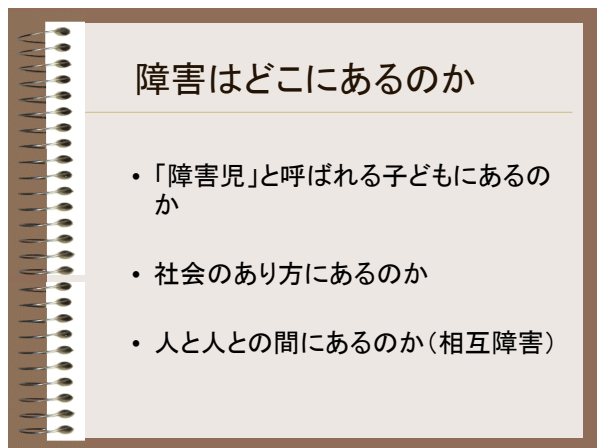 障害はどこにあるのか
• 「障害児」と呼ばれる子どもにあるの
か
• 社会のあり方にあるのか
• 人と人との間にあるのか（相互障害）